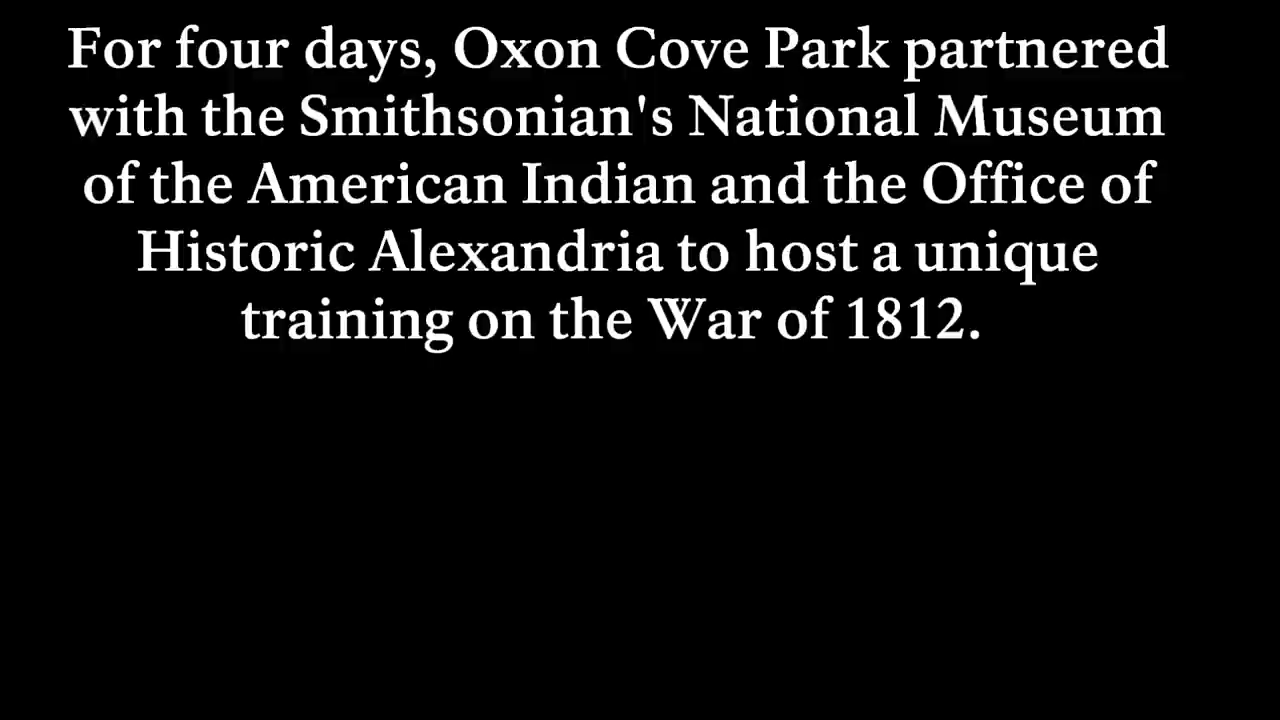 For four days, Oxon Cove Park partnered
with the Smithsonian's National Museum
of the American Indian and the Office of
Historic Alexandria to host a unique
training on the War of 1812.